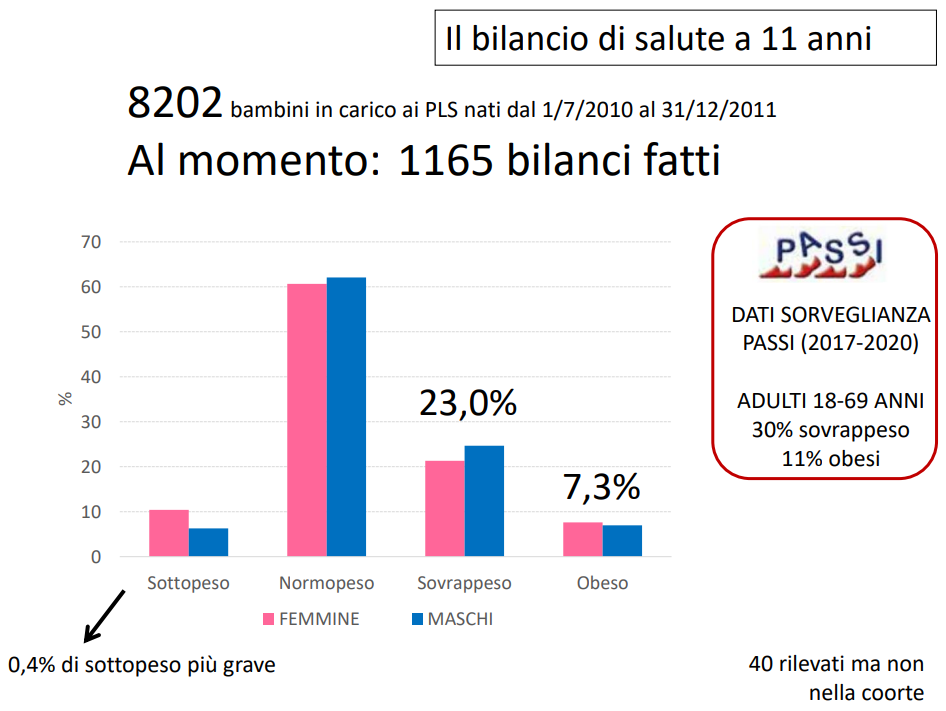 Il bilancio di salute a 11 anni
8202 bambini in carico ai PLS nati dal 1/7/2010 al 31/12/2011
Al momento: 1165 bilanci fatti
70
60
50
40
30
20
10
0
%
23,0%
7,3%
Sottopeso Normopeso Sovrappeso Obeso
FEMMINE MASCHI
PASSI
DATI SORVEGLIANZA
PASSI (2017-2020)
ADULTI 18-69 ANNI
30% sovrappeso
11% obesi
0,4% di sottopeso più grave
40 rilevati ma non
nella coorte